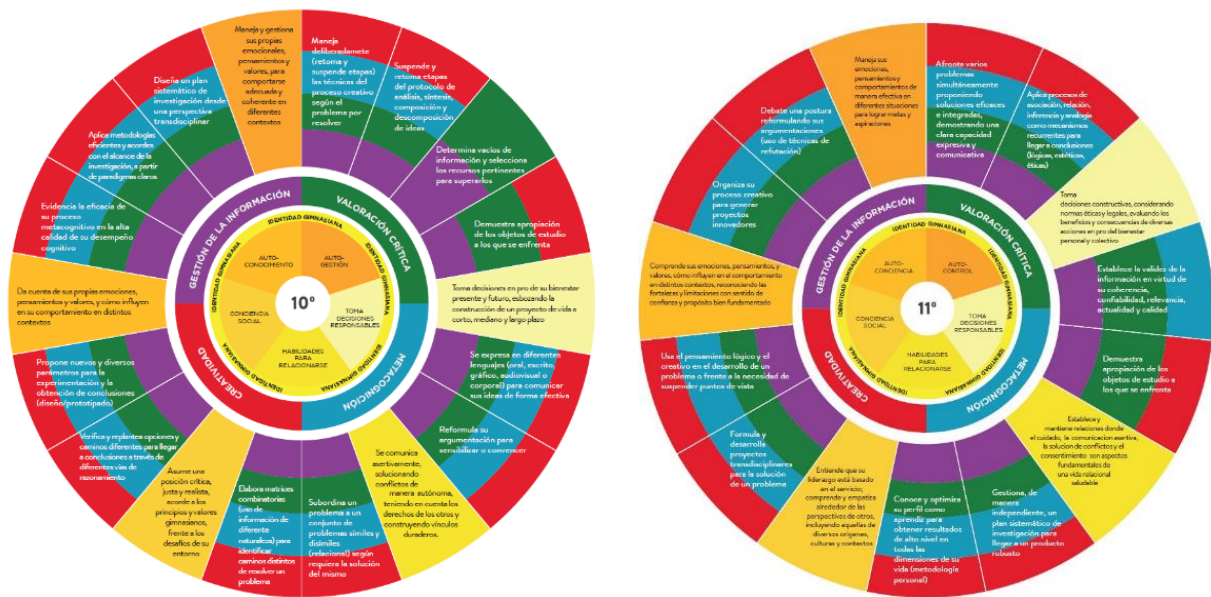 Maneja y gestiona
sus propias
emocionales,
pensamientos y
valores, para
comportarse
adecuada y
coherente en
diferentes
contextos
Maneja
deliberadamete
(retoma y
suspende etapas)
las técnicas del
proceso creativo
según el
problema por
resolver
Suspende y
retoma etapas
del protocolo de
análisis, síntesis,
composición y
descomposición
de ideas
Determina vacíos de
información y selecciona
los recursos pertinentes
para superarlos
Demuestra apropiación
de los objetos de estudio
a los que se enfrenta
Toma decisiones en pro de su bienestar
presente y futuro, esbozando la
construcción de un proyecto de vida a
corto, mediano y largo plazo
Se expresa en diferentes
lenguajes (oral, escrito,
gráfico, audiovisual o
corporal) para comunicar
sus ideas de forma efectiva
Reformula su
argumentación para
sensibilizar o convencer
Se comunica
asertivamente,
solucionando
conflictos de
manera autónoma,
teniendo en cuenta los
derechos de los otros y
construyendo vínculos
duraderos.
Subordina un
problema a un
conjunto de
problemas similes y
disímiles
(relacional) según
requiera la solución
del mismo
Elabora matrices
combinatorias
(uso de
información de
diferente
naturaleza) para
identificar
caminos distintos
de resolver un
problema
Asume una
posición crítica,
justa y realista,
acorde a los
principios y valores
gimnasianos,
frente a los
desafíos de su
entorno
Verifica y replantea opciones y
caminos diferentes para llegar
a conclusiones a través de
diferentes vías de
razonamiento
Propone nuevos y diversos
parámetros para la
experimentación y la
obtención de conclusiones
(diseño/prototipado)
De cuenta de sus propias emociones,
pensamientos y valores, y cómo influyen
en su comportamiento en distintos
contextos
Evidencia la eficacia de
su proceso
metacognitivo en la alta
calidad de su desempeño
cognitivo
Aplica metodologías
eficientes y acordes
con el alcance de la
investigación, a partir
de paradigmas claros
Diseña un plan
sistemático de
investigación desde
una perspectiva
transdisciplinar
GESTIÓN DE LA INFORMACIÓN
VALORACIÓN CRÍTICA
METACOGNICIÓN
CREATIVIDAD
IDENTIDAD GIMNASIANA
IDENTIDAD GIMNASIANA
IDENTIDAD GIMNASIANA
IDENTIDAD GIMNASIANA
IDENTIDAD GIMNASIANA
AUTO-
CONOCIMIENTO
AUTO-
GESTIÓN
TOMA
DECISIONES
RESPONSABLES
HABILIDADES
PARA
RELACIONARSE
CONCIENCIA
SOCIAL
10º
Maneja sus
emociones,
pensamientos y
comportamientos de
manera efectiva en
diferentes situaciones
para lograr metas y
aspiraciones
Afronta varios
problemas
simultáneamente
proponiendo
soluciones eficaces
e integradas,
demostrando una
clara capacidad
expresiva y
comunicativa
Aplica procesos de
asociación, relación,
inferencia y analogía
como mecanismos
recurrentes para
llegar a conclusiones
(lógicas, estéticas,
éticas)
Toma
decisiones constructivas, considerando
normas éticas y legales, evaluando los
beneficios y consecuencias de diversas
acciones en pro del bienestar
personal y colectivo
Establece la validez de la
información en virtud de
su coherencia,
confiabilidad, relevancia,
actualidad y calidad
Demuestra
apropiación de los
objetos de estudio a
los que se enfrenta
Establece y
mantiene relaciones donde
el cuidado, la comunicacion asertiva,
la solucion de conflictos y el
consentimiento son aspectos
fundamentales de
una vida relacional
saludable
Gestiona, de
manera
independiente, un
plan sistemático de
investigación para
llegar a un producto
robusto
Conoce y optimiza
su perfil como
aprendiz para
obtener resultados
de alto nivel en
todas las
dimensiones de su
vida (metodología
personal)
Entiende que su
liderazgo está basado
en el servicio;
comprende y empatiza
alrededor de las
perspectivas de otros,
incluyendo aquellas de
diversos orígenes,
culturas y contextos
Formula y
desarrolla
proyectos
transdisciplinares
para la solución
de un problema
Usa el pensamiento lógico y el
creativo en el desarrollo de un
problema o frente a la necesidad de
suspender puntos de vista
Comprende sus emociones, pensamientos, y
valores, cómo influyen en el comportamiento
en distintos contextos, reconociendo las
fortalezas y limitaciones con sentido de
confianza y propósito bien fundamentado
Organiza su
proceso creativo
para generar
proyectos
innovadores
Debate una postura
reformulando sus
argumentaciones
(uso de técnicas de
refutación)
GESTIÓN DE LA INFORMACIÓN
VALORACIÓN CRÍTICA
METACOGNICIÓN
CREATIVIDAD
IDENTIDAD GIMNASIANA
IDENTIDAD GIMNASIANA
IDENTIDAD GIMNASIANA
IDENTIDAD GIMNASIANA
IDENTIDAD GIMNASIANA
AUTO-
CONCIENCIA
AUTO-
CONTROL
TOMA
DECISIONES
RESPONSABLES
HABILIDADES
PARA
RELACIONARSE
CONCIENCIA
SOCIAL
11º